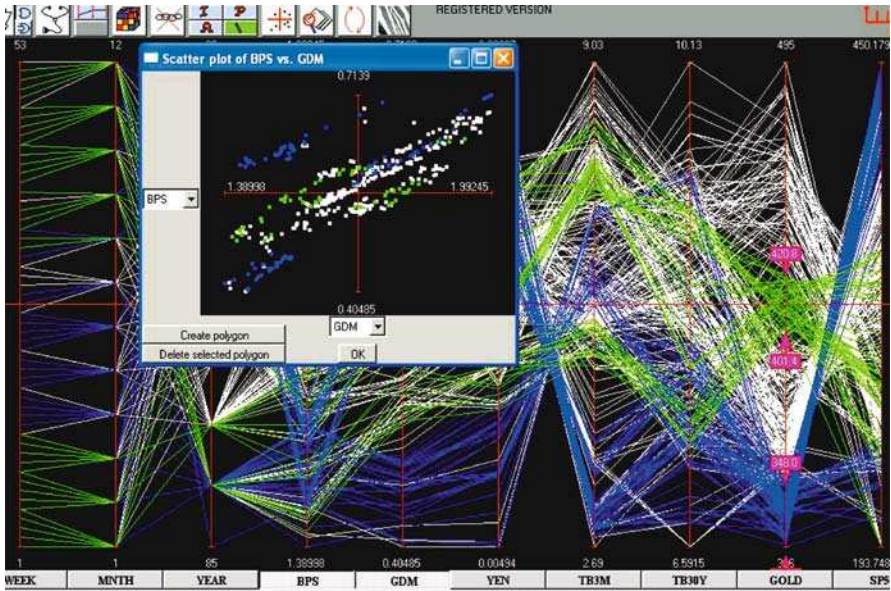 REGISTERED VERSION
I P
R
53 12 9.03 10.13 495 450.179
Scatter plot of BPS vs. GDM
0.7139
1.38998 1.99245
BPS
0.40485
GDM
Create polygon
Delete selected polygon
OK
420.8
401.4
348.0
1 1 85 1.38998 0.40485 0.00494 2.69 6.5915 193.748
WEEK MNTH YEAR BPS GDM YEN TB3M TB30Y GOLD SP5